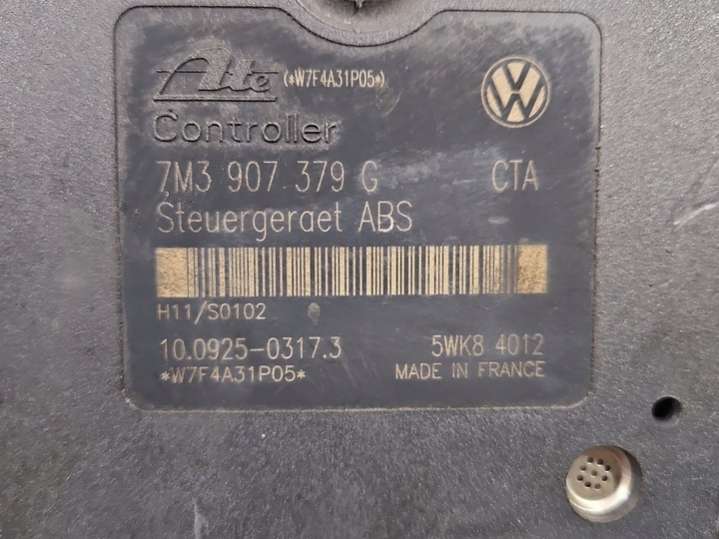 Ate (*W7F4A31P05*)
Controller
7M3 907 379 G CTA
Steuergeraet ABS
H11/S0102
10.0925-0317.3 5WK8 4012
*W7F4A31P05* MADE IN FRANCE